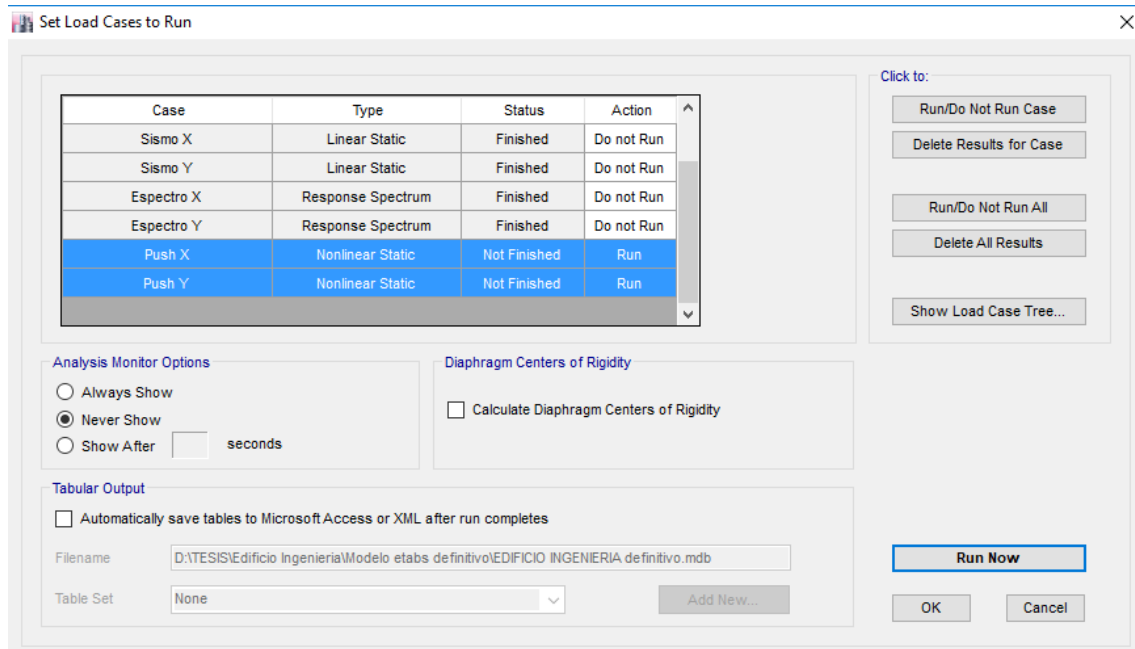 Set Load Cases to Run
Click to:
Case Type Status Action
Sismo X Linear Static Finished Do not Run
Sismo Y Linear Static Finished Do not Run
Espectro X Response Spectrum Finished Do not Run
Espectro Y Response Spectrum Finished Do not Run
Push X Nonlinear Static Not Finished Run
Push Y Nonlinear Static Not Finished Run
Run/Do Not Run Case
Delete Results for Case
Run/Do Not Run All
Delete All Results
Show Load Case Tree...
Analysis Monitor Options
Always Show
Never Show
Show After seconds
Diaphragm Centers of Rigidity
Calculate Diaphragm Centers of Rigidity
Tabular Output
Automatically save tables to Microsoft Access or XML after run completes
Filename D:\TESIS\Edificio Ingenieria\Modelo etabs definitivo\EDIFICIO INGENIERIA definitivo.mdb
Table Set None Add New...
Run Now
OK Cancel